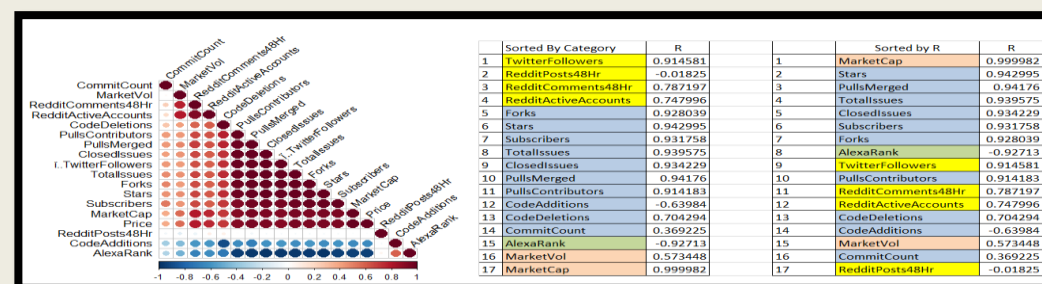 CommitCount
MarketVol
RedditComments48Hr
RedditActiveAccounts
CodeDeletions
PullsContributors
PullsMerged
ClosedIssues
ï..TwitterFollowers
TotalIssues
Forks
Stars
Subscribers
MarketCap
Price
RedditPosts48Hr
CodeAdditions
AlexaRank
CommitCount
MarketVol
RedditComments48Hr
RedditActiveAccounts
CodeDeletions
PullsContributors
PullsMerged
ClosedIssues
ï..TwitterFollowers
TotalIssues
Forks
Stars
Subscribers
MarketCap
Price
RedditPosts48Hr
CodeAdditions
AlexaRank
-1 -0.8 -0.6 -0.4 -0.2 0 0.2 0.4 0.6 0.8 1
Sorted By Category R
1 TwitterFollowers 0.914581
2 RedditPosts48Hr -0.01825
3 RedditComments48Hr 0.787197
4 RedditActiveAccounts 0.747996
5 Forks 0.928039
6 Stars 0.942995
7 Subscribers 0.931758
8 TotalIssues 0.939575
9 ClosedIssues 0.934229
10 PullsMerged 0.94176
11 PullsContributors 0.914183
12 CodeAdditions -0.63984
13 CodeDeletions 0.704294
14 CommitCount 0.369225
15 AlexaRank -0.92713
16 MarketVol 0.573448
17 MarketCap 0.999982
Sorted by R R
1 MarketCap 0.999982
2 Stars 0.942995
3 PullsMerged 0.94176
4 TotalIssues 0.939575
5 ClosedIssues 0.934229
6 Subscribers 0.931758
7 Forks 0.928039
8 AlexaRank -0.92713
9 TwitterFollowers 0.914581
10 PullsContributors 0.914183
11 RedditComments48Hr 0.787197
12 RedditActiveAccounts 0.747996
13 CodeDeletions 0.704294
14 CodeAdditions -0.63984
15 MarketVol 0.573448
16 CommitCount 0.369225
17 RedditPosts48Hr -0.01825